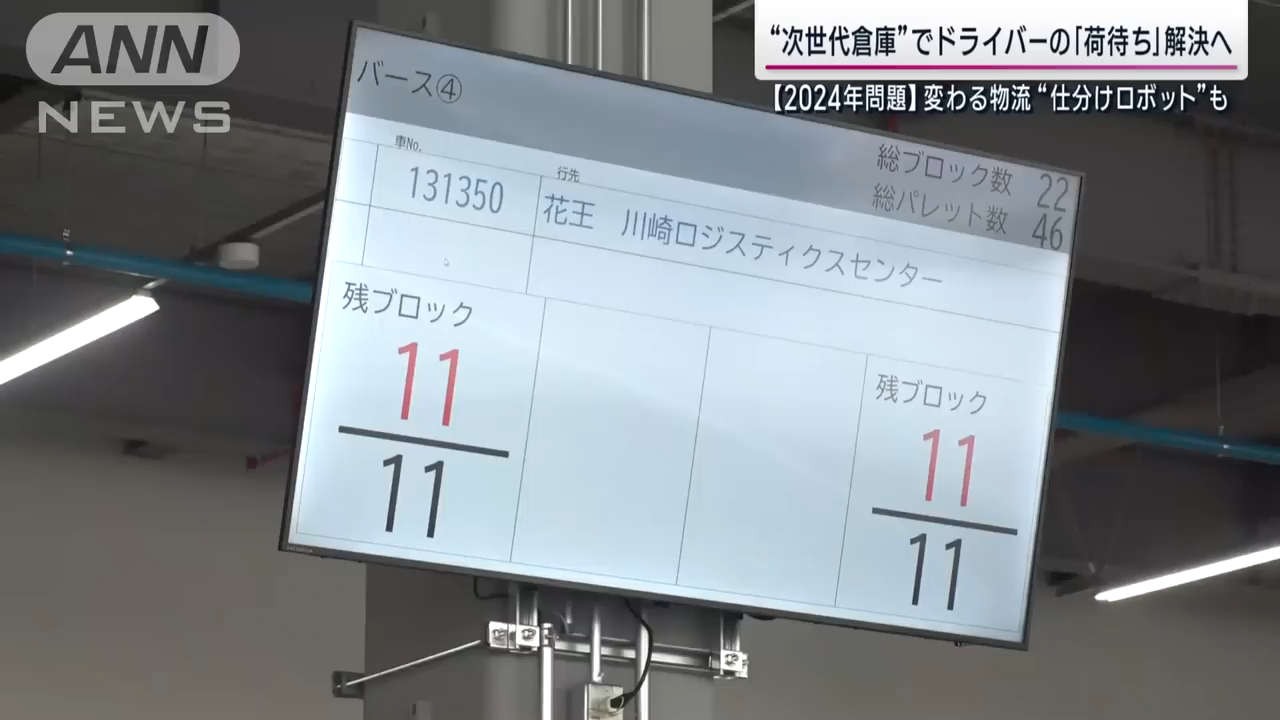 ANN
NEWS
“次世代倉庫”でドライバーの「荷待ち」解決へ
【2024年問題】変わる物流“仕分けロボット”も
バース④
総ブロック数 22
総パレット数 46
車No.
131350
行先
花王 川崎ロジスティクスセンター
残ブロック
11
11
残ブロック
11
11